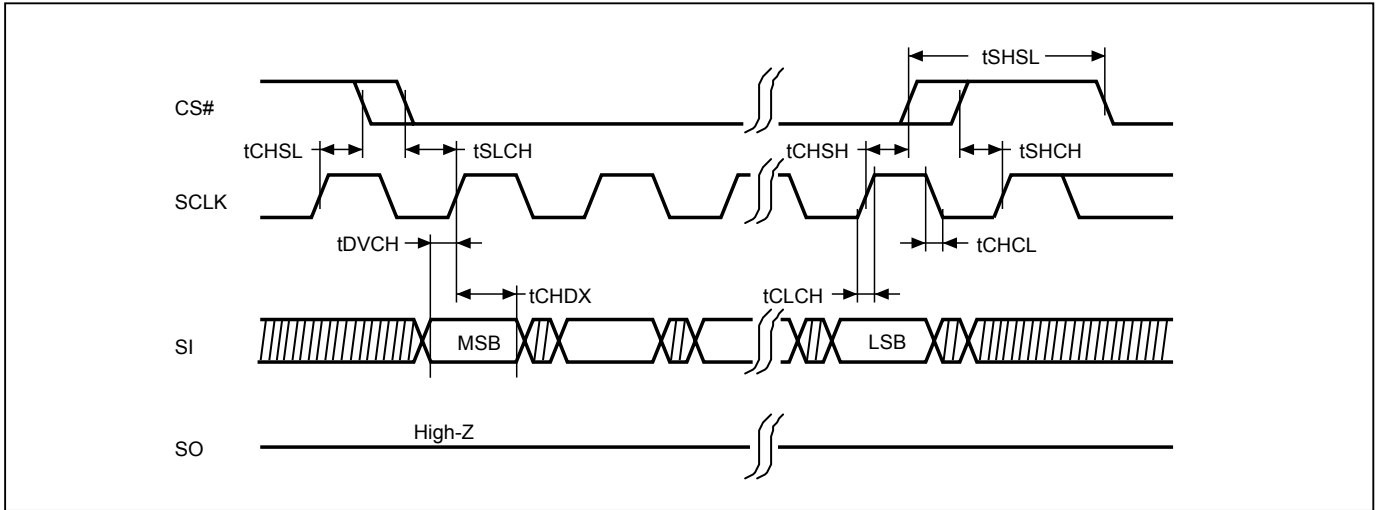 tSHSL
CS#
tCHSL
tSLCH
tCHSH
tSHCH
SCLK
tDVCH
tCHCL
tCHDX
tCLCH
SI
MSB
LSB
High-Z
SO